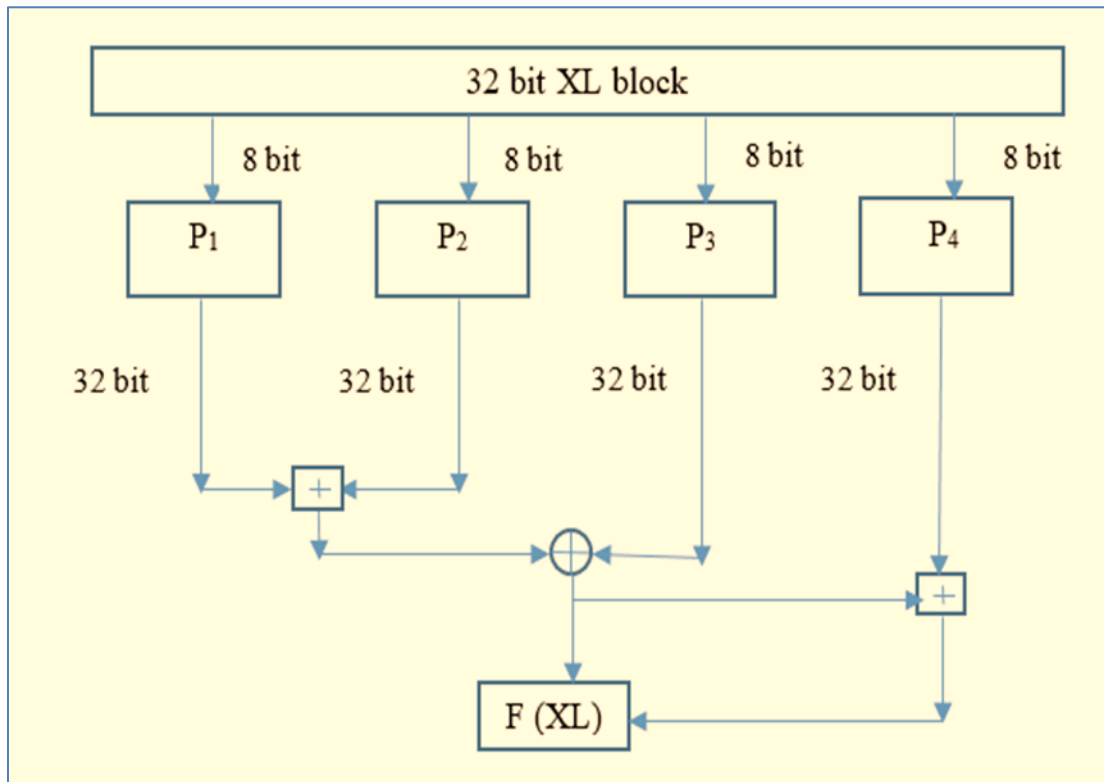 32 bit XL block
8 bit 8 bit 8 bit 8 bit
P₁ P₂ P₃ P₄
32 bit 32 bit 32 bit 32 bit
+
+
F (XL)